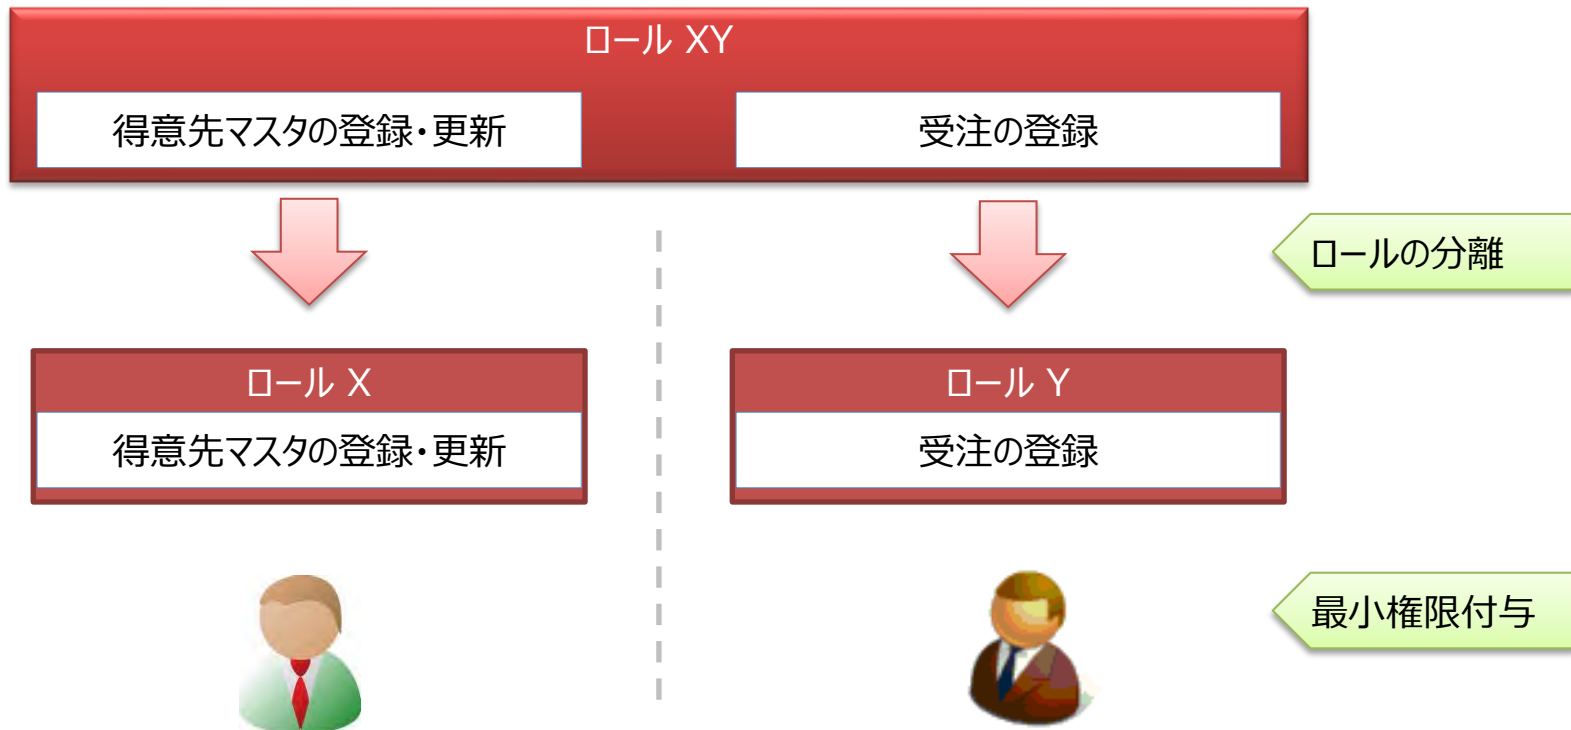 ロール XY
得意先マスタの登録・更新
受注の登録
ロールの分離
ロール X
得意先マスタの登録・更新
ロール Y
受注の登録
最小権限付与